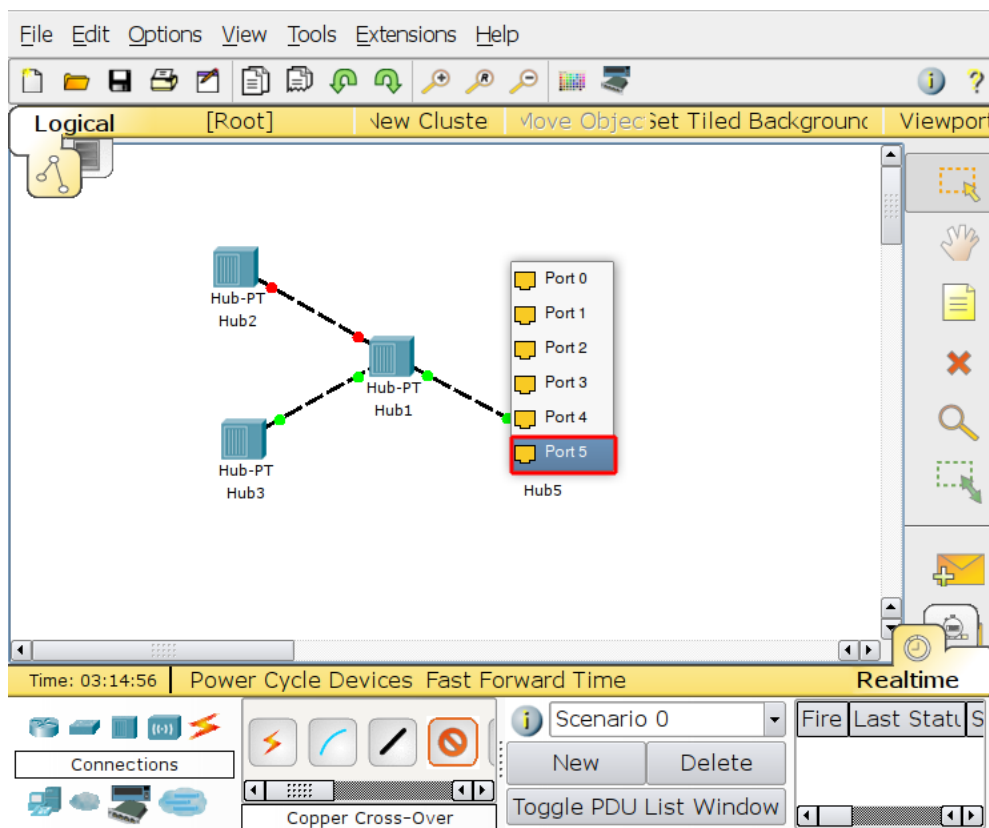 File Edit Options View Tools Extensions Help
Logical [Root] New Cluste Move Objec Set Tiled Background Viewport
Port 0
Port 1
Port 2
Port 3
Port 4
Port 5
Hub-PT
Hub2
Hub-PT
Hub1
Hub-PT
Hub3
Hub5
Time: 03:14:56 Power Cycle Devices Fast Forward Time Realtime
Connections
Copper Cross-Over
Scenario 0
New Delete
Toggle PDU List Window
Fire Last Statu S